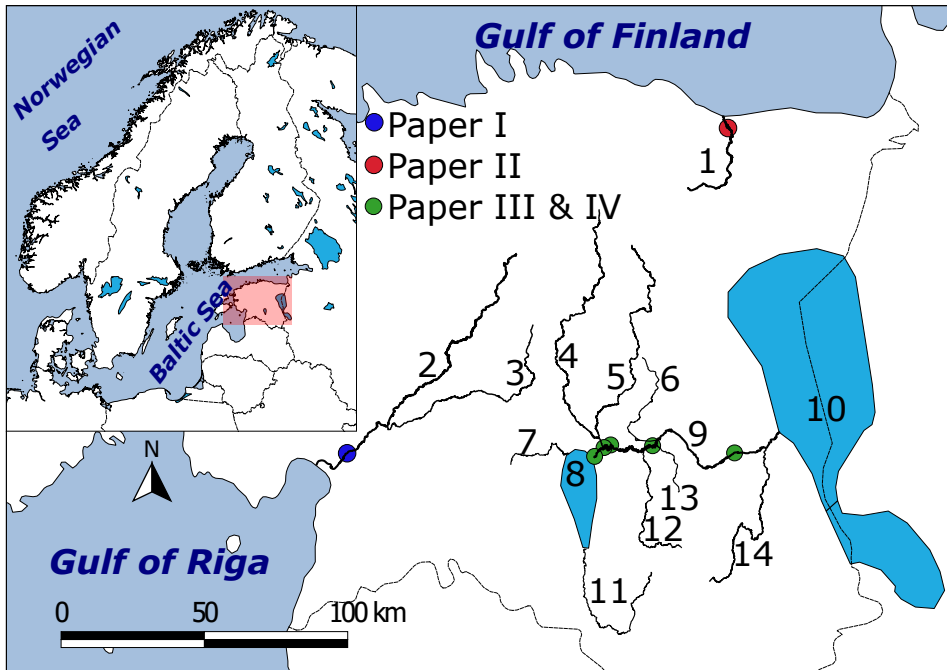 Gulf of Finland
Norwegian
Sea
Baltic Sea
Paper I
Paper II
Paper III & IV
1
2
3
4
5
6
7
8
9
10
11
12
13
14
N
Gulf of Riga
0
50
100 km